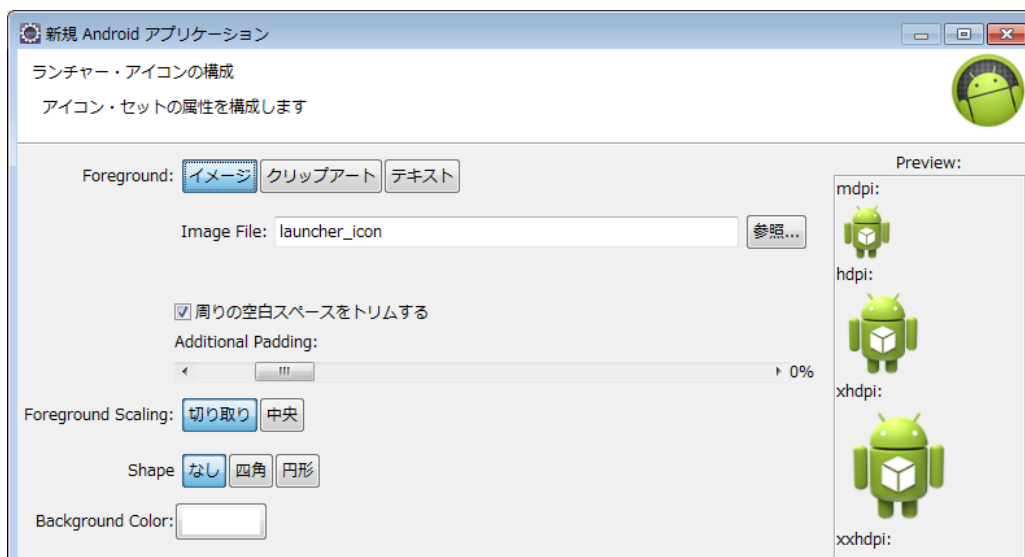 新規 Android アプリケーション
ランチャー・アイコンの構成
アイコン・セットの属性を構成します
Foreground: イメージ クリップアート テキスト
Image File: launcher_icon 参照...
周りの空白スペースをトリムする
Additional Padding:
0%
Foreground Scaling: 切り取り 中央
Shape なし 四角 円形
Background Color:
Preview:
mdpi:
hdpi:
xhdpi:
xxhdpi: